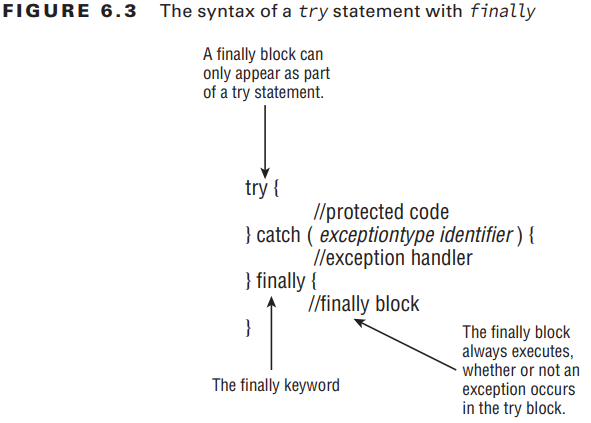 FIGURE 6.3 The syntax of a try statement with finally
A finally block can
only appear as part
of a try statement.
try {
//protected code
} catch ( exceptiontype identifier ) {
//exception handler
} finally {
//finally block
}
The finally keyword
The finally block
always executes,
whether or not an
exception occurs
in the try block.